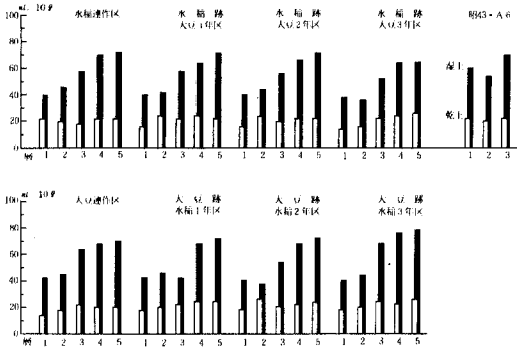 ml. 10g
水稲連作区
水稲跡
大豆1年区
水稲跡
大豆2年区
水稲跡
大豆3年区
昭43・A6
100
80
60
40
20
0
湿土
乾土
層 1 2 3 4 5 1 2 3 4 5 1 2 3 4 5 1 2 3 4 5 1 2 3
ml 10g
大豆連作区
大豆跡
水稲1年区
大豆跡
水稲2年区
大豆跡
水稲3年区
100
80
60
40
20
0
層 1 2 3 4 5 1 2 3 4 5 1 2 3 4 5 1 2 3 4 5